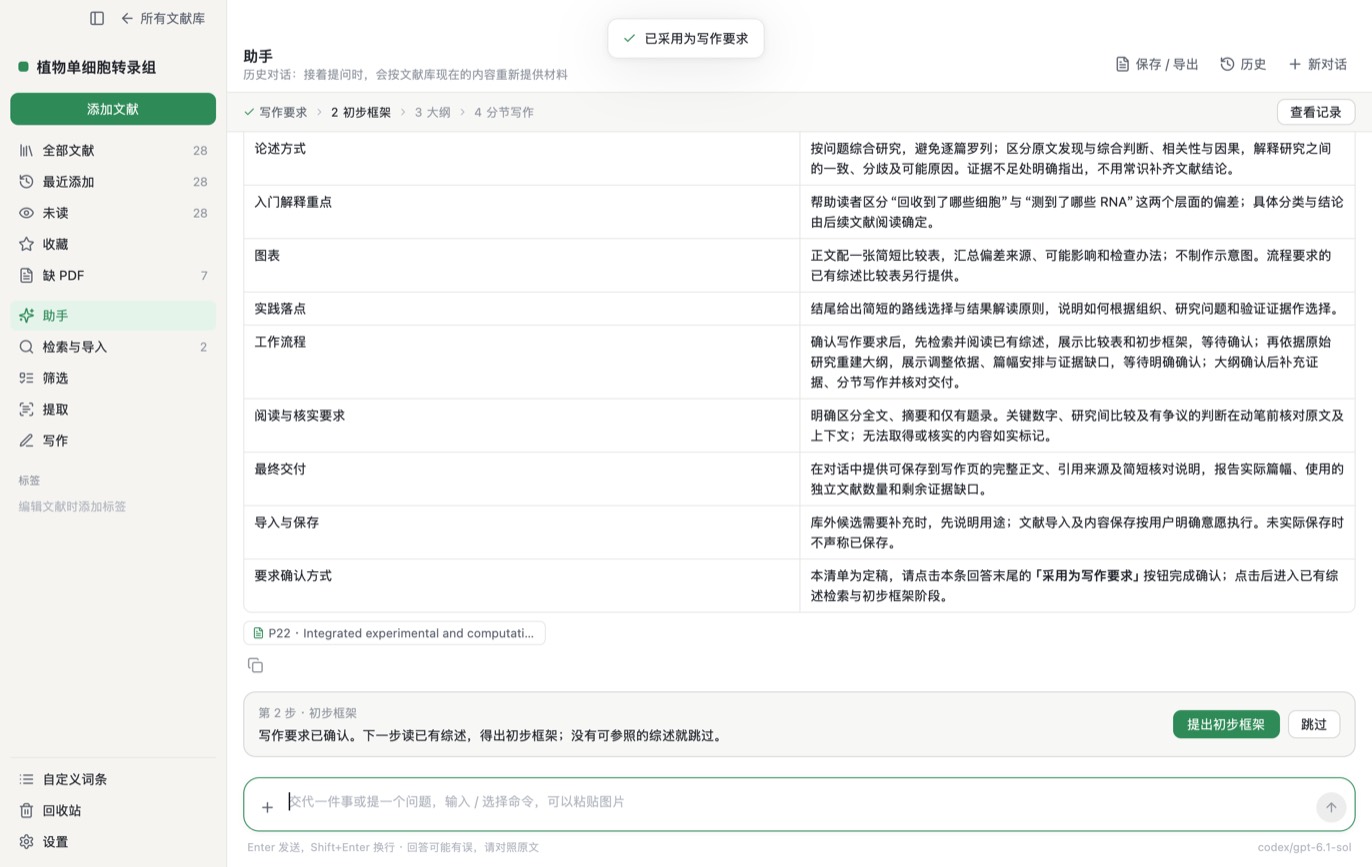 所有文献库
植物单细胞转录组
添加文献
全部文献 28
最近添加 28
未读 28
收藏
缺 PDF 7
助手
检索与导入 2
筛选
提取
写作
标签
编辑文献时添加标签
自定义词条
回收站
设置
已采用为写作要求
助手
历史对话：接着提问时，会按文献库现在的内容重新提供材料
保存 / 导出
历史
新对话
写作要求 > 2 初步框架 > 3 大纲 > 4 分节写作
查看记录
论述方式
按问题综合研究，避免逐篇罗列；区分原文发现与综合判断、相关性与因果，解释研究之间
的一致、分歧及可能原因。证据不足处明确指出，不用常识补齐文献结论。
入门解释重点
帮助读者区分“回收到了哪些细胞”与“测到了哪些 RNA”这两个层面的偏差；具体分类与结论
由后续文献阅读确定。
图表
正文配一张简短比较表，汇总偏差来源、可能影响和检查办法；不制作示意图。流程要求的
已有综述比较表另行提供。
实践落点
结尾给出简短的路线选择与结果解读原则，说明如何根据组织、研究问题和验证证据作选择。
工作流程
确认写作要求后，先检索并阅读已有综述，展示比较表和初步框架，等待确认；再依据原始
研究重建大纲，展示调整依据、篇幅安排与证据缺口，等待明确确认；大纲确认后补充证
据、分节写作并核对交付。
阅读与核实要求
明确区分全文、摘要和仅有题录。关键数字、研究间比较及有争议的判断在动笔前核对原文及
上下文；无法取得或核实的内容如实标记。
最终交付
在对话中提供可保存到写作页的完整正文、引用来源及简短核对说明，报告实际篇幅、使用的
独立文献数量和剩余证据缺口。
导入与保存
库外候选需要补充时，先说明用途；文献导入及内容保存按用户明确意愿执行。未实际保存时
不声称已保存。
要求确认方式
本清单为定稿，请点击本条回答末尾的「采用为写作要求」按钮完成确认；点击后进入已有综
述检索与初步框架阶段。
P22 · Integrated experimental and computati...
第 2 步 · 初步框架
写作要求已确认。下一步读已有综述，得出初步框架；没有可参照的综述就跳过。
提出初步框架
跳过
交代一件事或提一个问题，输入 / 选择命令，可以粘贴图片
Enter 发送，Shift+Enter 换行 · 回答可能有误，请对照原文
codex/gpt-6.1-sol